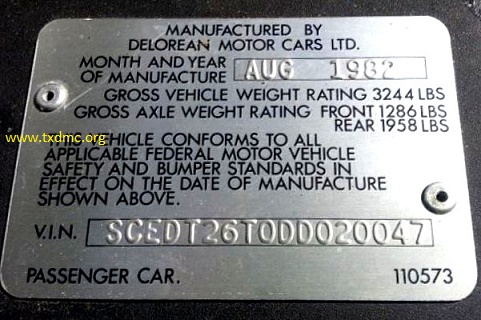 MANUFACTURED BY
DELOREAN MOTOR CARS LTD.
MONTH AND YEAR
OF MANUFACTURE AUG 1982
GROSS VEHICLE WEIGHT RATING 3244 LBS
GROSS AXLE WEIGHT RATING FRONT 1286 LBS
REAR 1958 LBS
www.txdmc.org
VEHICLE CONFORMS TO ALL
APPLICABLE FEDERAL MOTOR VEHICLE
SAFETY AND BUMPER STANDARDS IN
EFFECT ON THE DATE OF MANUFACTURE
SHOWN ABOVE.
V.I.N. SCEDT26T0DD020047
PASSENGER CAR. 110573